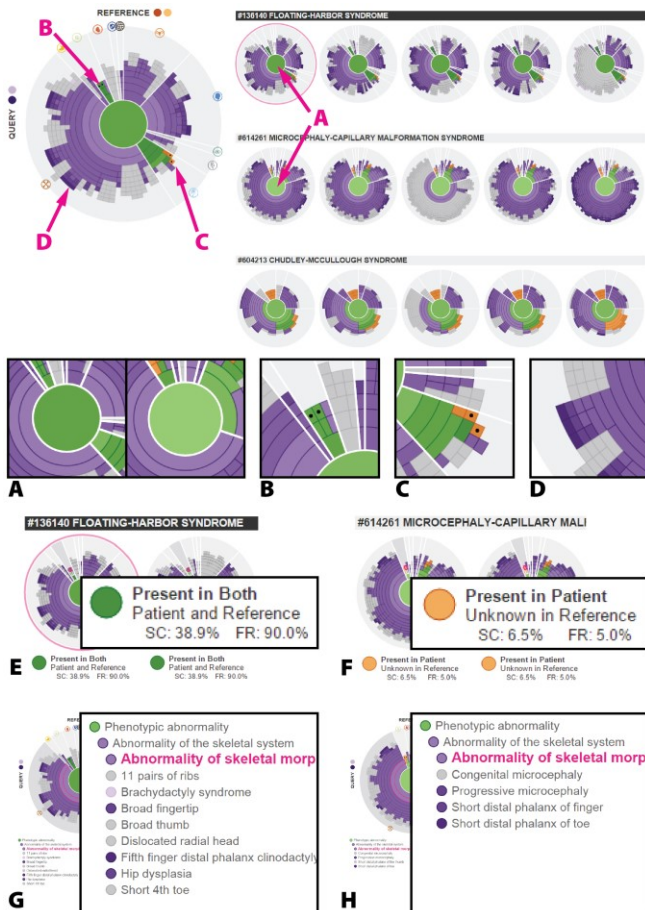 REFERENCE
#136140 FLOATING-HARBOR SYNDROME
B
QUERY
A
#614261 MICROCEPHALY-CAPILLARY MALFORMATION SYNDROME
D
C
#604213 CHUDLEY-MCCULLOUGH SYNDROME
A
B
C
D
#136140 FLOATING-HARBOR SYNDROME
#614261 MICROCEPHALY-CAPILLARY MALI
Present in Both
Patient and Reference
SC: 38.9% FR: 90.0%
Present in Patient
Unknown in Reference
SC: 6.5% FR: 5.0%
E
Present in Both
Patient and Reference
SC: 38.9% FR: 90.0%
Present in Both
Patient and Reference
SC: 38.9% FR: 90.0%
F
Present in Patient
Unknown in Reference
SC: 6.5% FR: 5.0%
Present in Patient
Unknown in Reference
SC: 6.5% FR: 5.0%
QUERY
Phenotypic abnormality
Abnormality of the skeletal system
Abnormality of skeletal morp
11 pairs of ribs
Brachydactyly syndrome
Broad fingertip
Broad thumb
Dislocated radial head
Fifth finger distal phalanx clinodactyly
Hip dysplasia
Short 4th toe
G
QUERY
Phenotypic abnormality
Abnormality of the skeletal system
Abnormality of skeletal morp
Congenital microcephaly
Progressive microcephaly
Short distal phalanx of finger
Short distal phalanx of toe
H